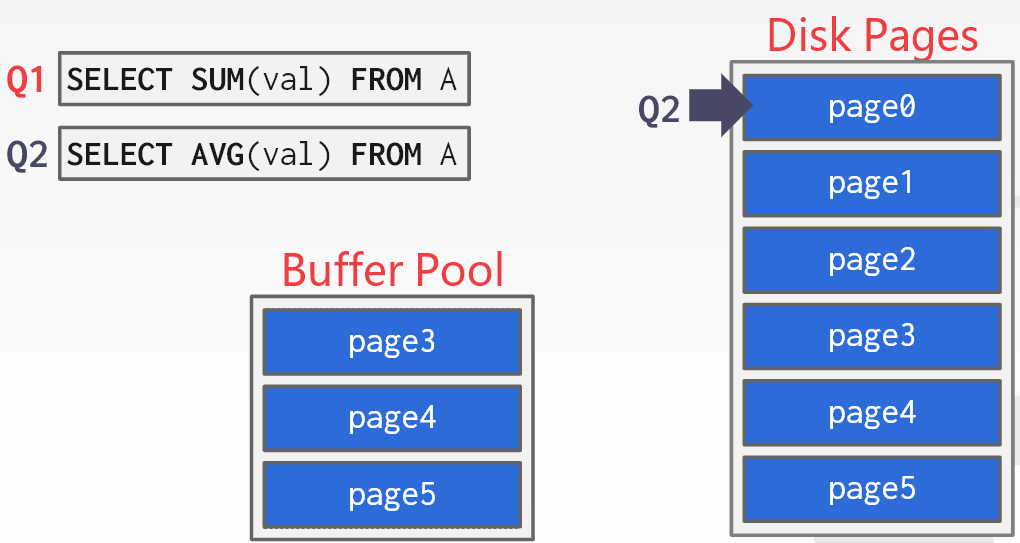 Q1 SELECT SUM(val) FROM A
Q2 SELECT AVG(val) FROM A
Buffer Pool
page3
page4
page5
Disk Pages
Q2
page0
page1
page2
page3
page4
page5